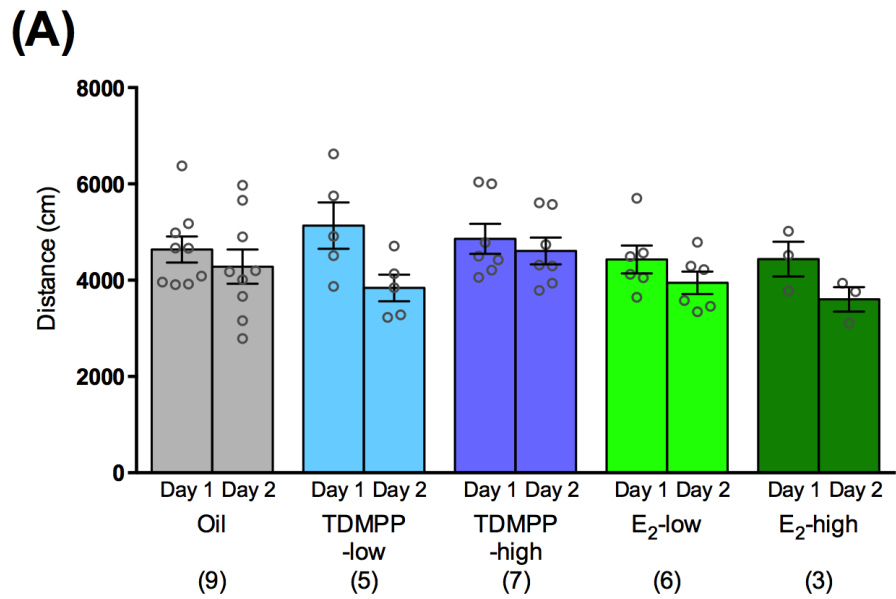 (A)
8000
6000
4000
2000
0
Distance (cm)
Day 1 Day 2 Day 1 Day 2 Day 1 Day 2 Day 1 Day 2 Day 1 Day 2
Oil TDMPP TDMPP E₂-low E₂-high
-low -high
(9) (5) (7) (6) (3)